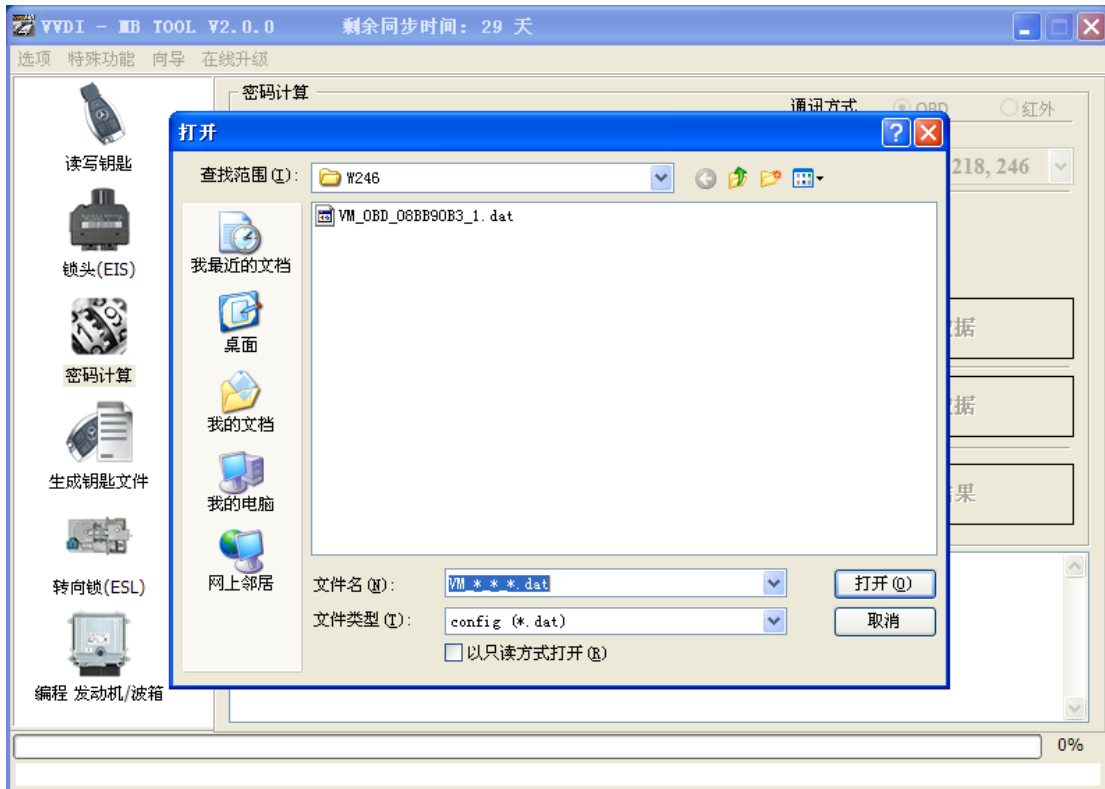 VVDI - MB TOOL V2.0.0 剩余同步时间: 29 天
选项 特殊功能 向导 在线升级
密码计算
通讯方式 OBD 红外
读写钥匙
锁头(EIS)
密码计算
生成钥匙文件
转向锁(ESL)
编程 发动机/波箱
218, 246
据
据
果
打开
查找范围(I): W246
我最近的文档
桌面
我的文档
我的电脑
网上邻居
VM_OBD_08BB90B3_1.dat
文件名(N): VM_*_*_*.dat 打开(O)
文件类型(T): config (*.dat) 取消
以只读方式打开(R)
0%